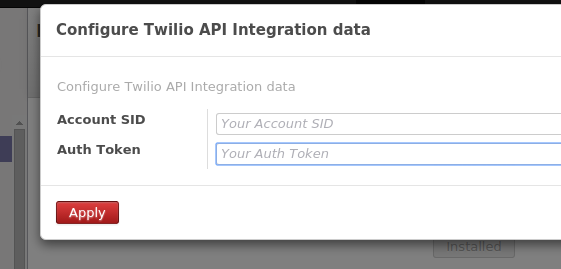 Configure Twilio API Integration data
Configure Twilio API Integration data
Account SID
Your Account SID
Auth Token
Your Auth Token
Apply
Installed